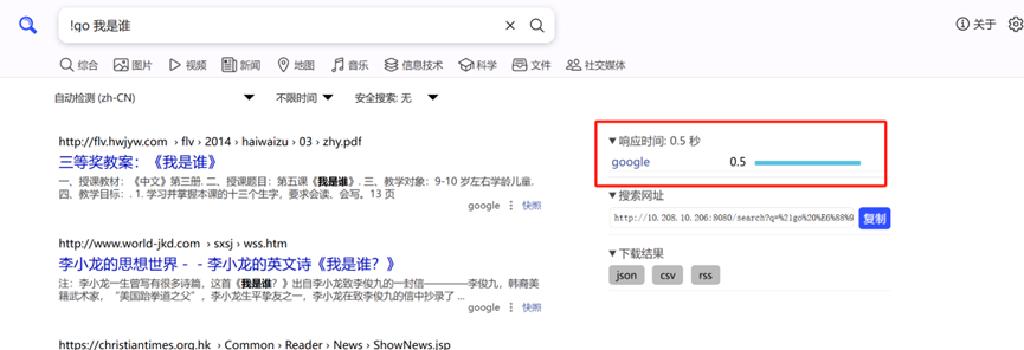 !go 我是谁
关于
综合 图片 视频 新闻 地图 音乐 信息技术 科学 文件 社交媒体
自动检测 (zh-CN) 不限时间 安全搜索: 无
http://flv.hwjyw.com › flv › 2014 › haiwaizu › 03 › zhy.pdf
三等奖教案：《我是谁》
一、授课教材: 《中文》第三册. 二、授课题目: 第五课《我是谁》. 三、教学对象: 9-10 岁左右学龄儿童.
四、教学目标: . 1. 学习并掌握本课的十三个生字，要求会读、会写。13 页
google 快照
http://www.world-jkd.com › sxsj › wss.htm
李小龙的思想世界 - - 李小龙的英文诗《我是谁？》
注: 李小龙一生曾写有很多诗篇，这首《我是谁？》出自李小龙致李俊九的一封信————李俊九，韩裔美
籍武术家，“美国跆拳道之父”，李小龙生平挚友之一，李小龙在致李俊九的信中抄录了 ...
google 快照
https://christiantimes.org.hk › Common › Reader › News › ShowNews.jsp
响应时间: 0.5 秒
google 0.5
搜索网址
http://10.208.10.206:8080/search?q=%21go%20%E6%88%9
复制
下载结果
json csv rss